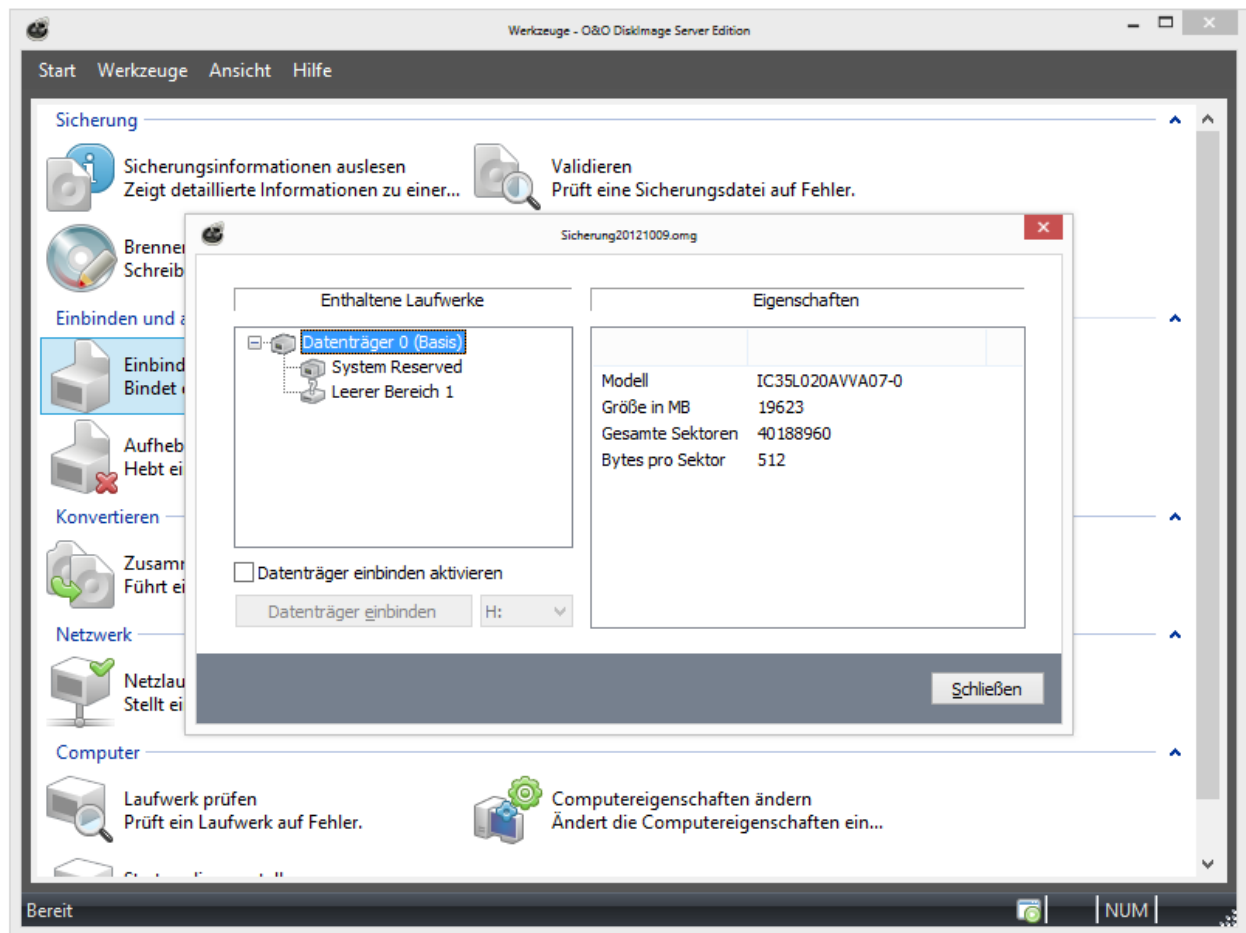 Werkzeuge - O&O DiskImage Server Edition
Start Werkzeuge Ansicht Hilfe
Sicherung
Sicherungsinformationen auslesen
Zeigt detaillierte Informationen zu einer...
Validieren
Prüft eine Sicherungsdatei auf Fehler.
Brenner
Schreib
Sicherung20121009.omg
Enthaltene Laufwerke
Datenträger 0 (Basis)
System Reserved
Leerer Bereich 1
Datenträger einbinden aktivieren
Datenträger einbinden H:
Eigenschaften
Modell IC35L020AVVA07-0
Größe in MB 19623
Gesamte Sektoren 40188960
Bytes pro Sektor 512
Schließen
Einbinden und a
Einbind
Bindet
Aufheb
Hebt ei
Konvertieren
Zusamm
Führt ei
Netzwerk
Netzlau
Stellt ei
Computer
Laufwerk prüfen
Prüft ein Laufwerk auf Fehler.
Computereigenschaften ändern
Ändert die Computereigenschaften ein...
Bereit NUM